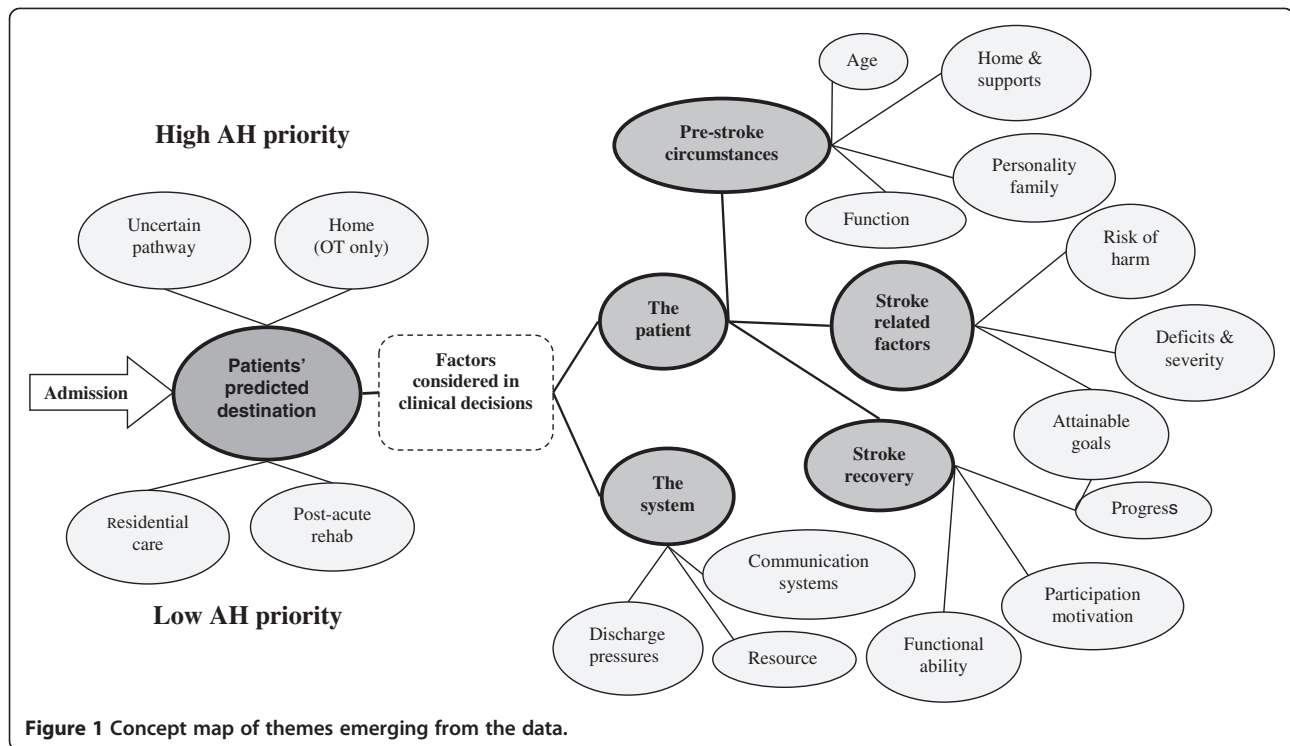 High AH priority
Uncertain
pathway
Home
(OT only)
Admission
Patients'
predicted
destination
Residential
care
Post-acute
rehab
Low AH priority
Factors
considered in
clinical decisions
The
patient
The
system
Pre-stroke
circumstances
Age
Home &
supports
Personality
family
Function
Stroke
related
factors
Risk of
harm
Deficits &
severity
Attainable
goals
Stroke
recovery
Progress
Participation
motivation
Functional
ability
Communication
systems
Resource
Discharge
pressures
Figure 1 Concept map of themes emerging from the data.